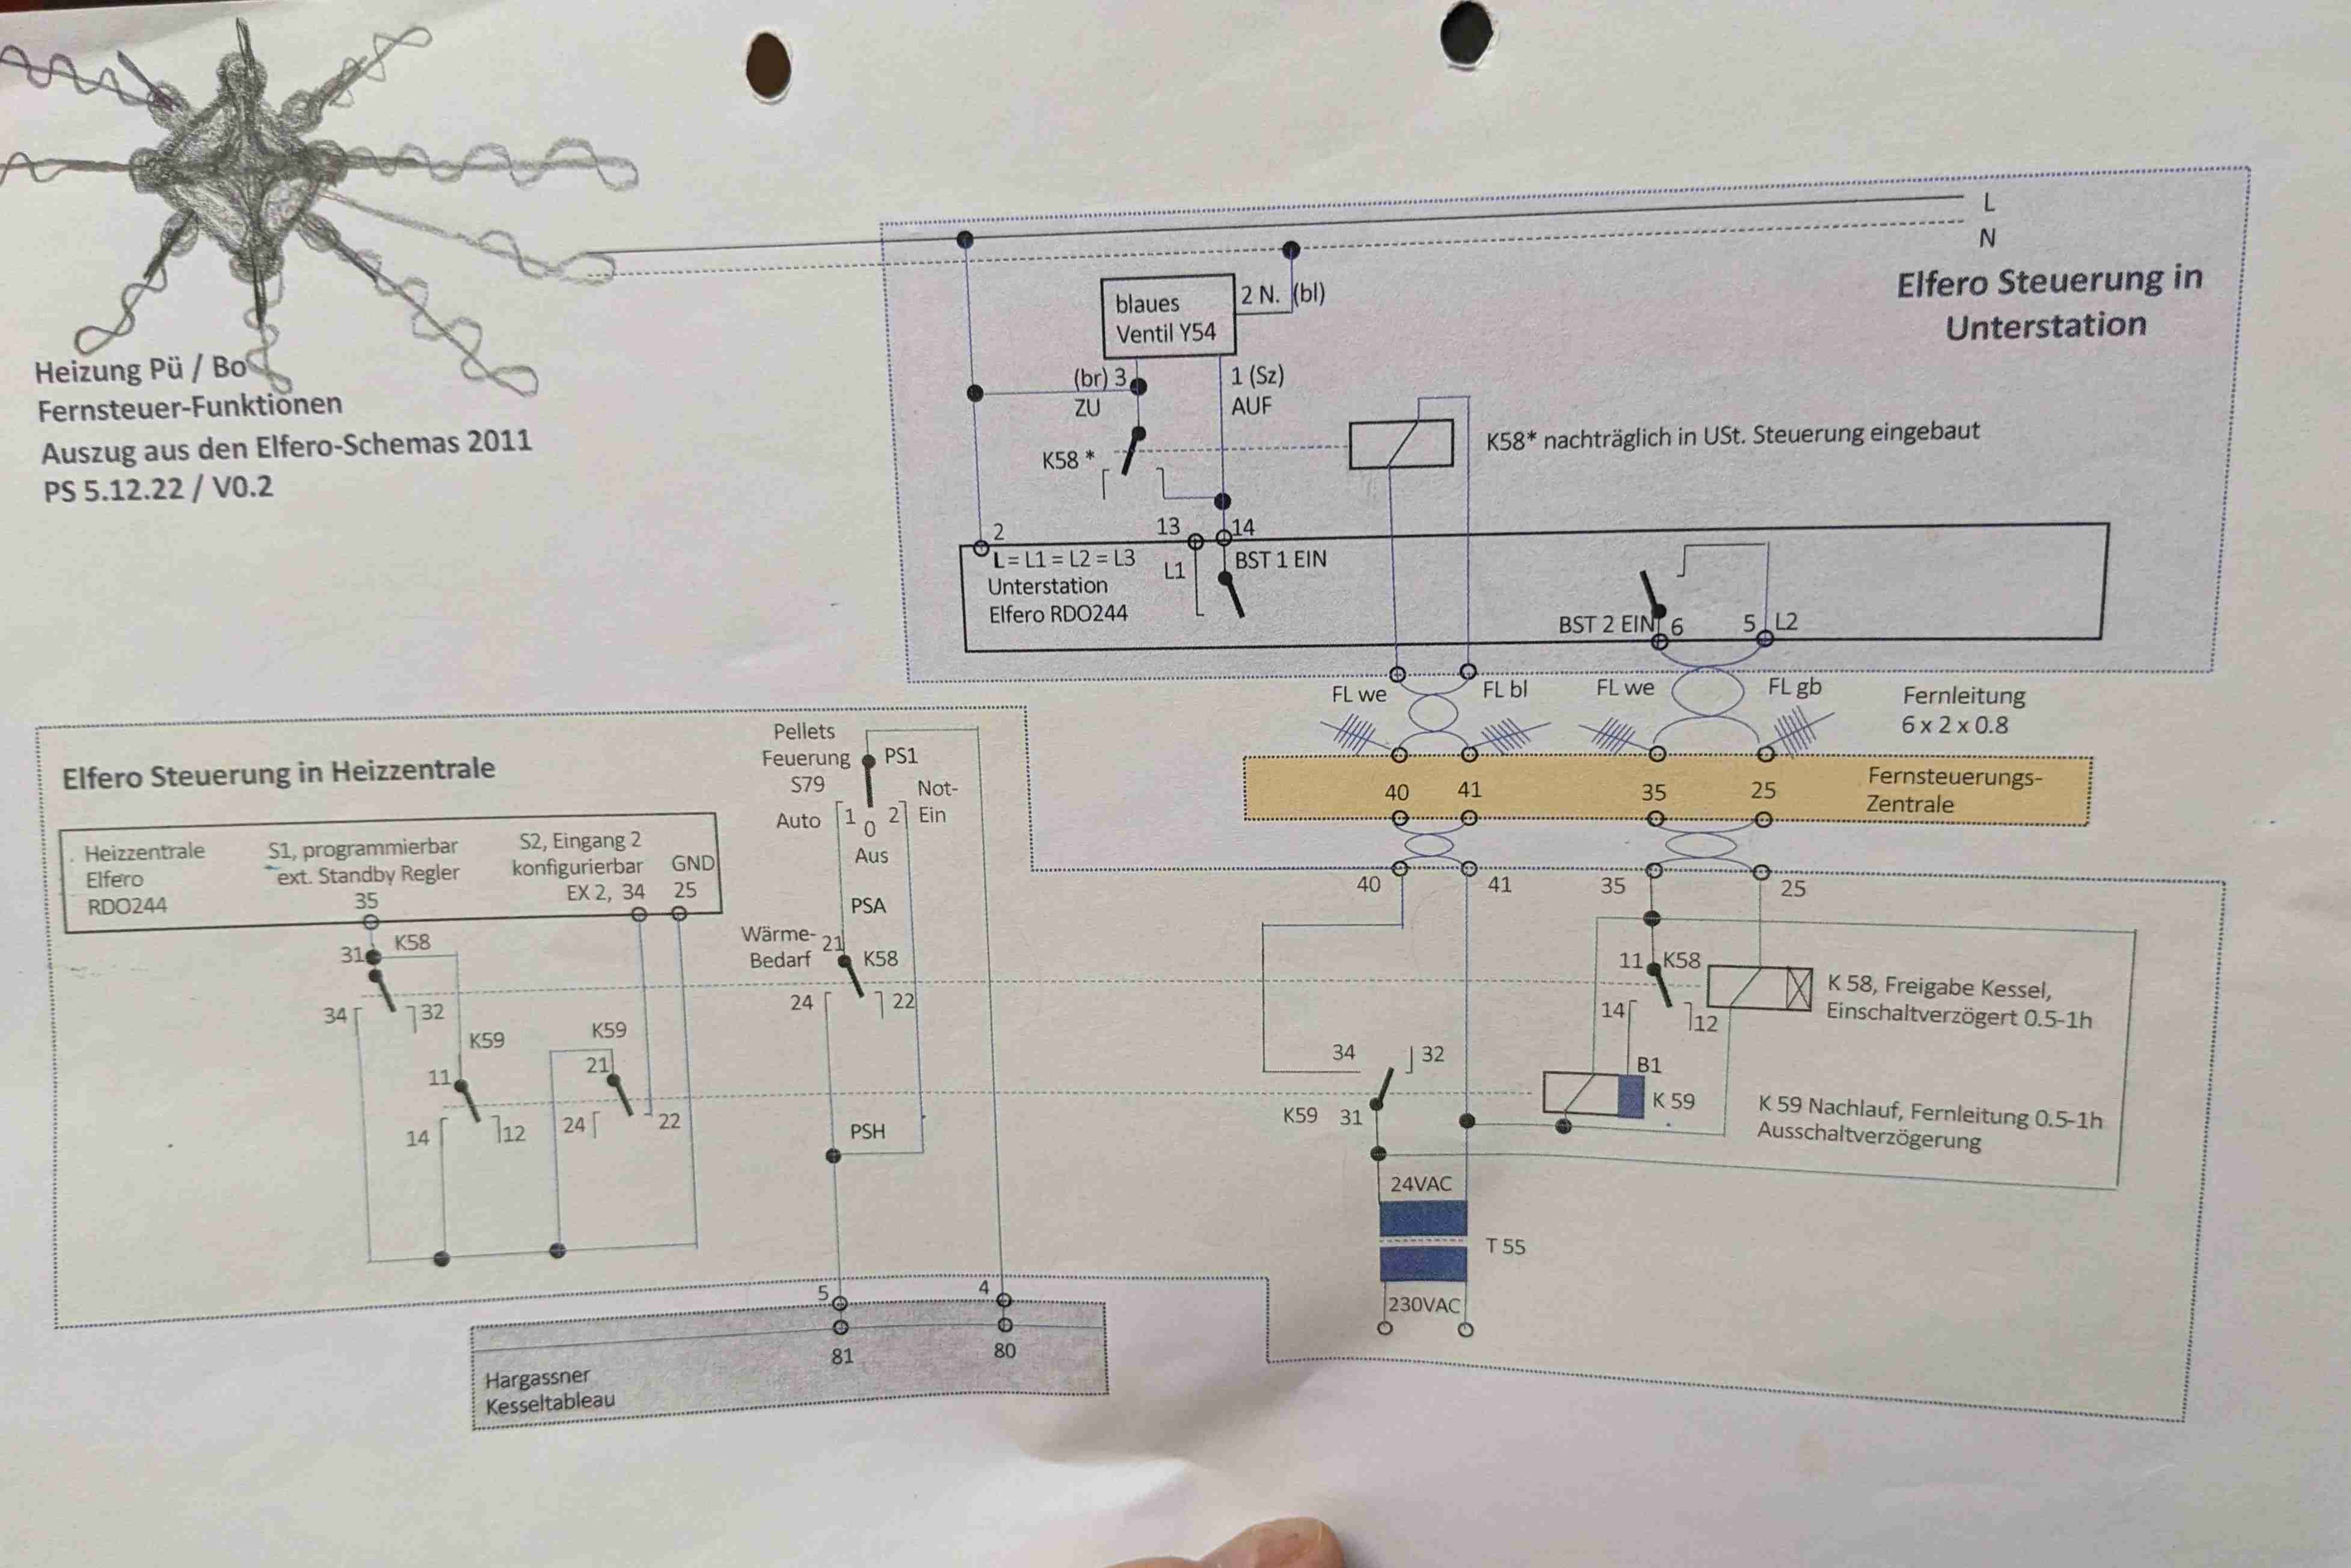 Heizung Pü / Bo
Fernsteuer-Funktionen
Auszug aus den Elfero-Schemas 2011
PS 5.12.22 / V0.2
L
N
Elfero Steuerung in
Unterstation
blaues
Ventil Y54
2 N. (bl)
(br) 3
ZU
1 (Sz)
AUF
K58 *
K58* nachträglich in USt. Steuerung eingebaut
2
13
14
L = L1 = L2 = L3
Unterstation
Elfero RDO244
L1
BST 1 EIN
BST 2 EIN
6
5
L2
FL we
FL bl
FL we
FL gb
Fernleitung
6 x 2 x 0.8
40
41
35
25
Fernsteuerungs-
Zentrale
40
41
35
25
Elfero Steuerung in Heizzentrale
Heizzentrale
Elfero
RDO244
S1, programmierbar
ext. Standby Regler
35
S2, Eingang 2
konfigurierbar
EX 2, 34
GND
25
Pellets
Feuerung
S79
PS1
Not-
Ein
Auto
1
0
2
Aus
PSA
Wärme-
Bedarf
21
K58
24
22
31
K58
34
32
K59
11
14
12
K59
21
24
22
PSH
11
K58
14
12
K 58, Freigabe Kessel,
Einschaltverzögert 0.5-1h
34
32
K59
31
B1
K 59
K 59 Nachlauf, Fernleitung 0.5-1h
Ausschaltverzögerung
24VAC
T 55
230VAC
5
4
81
80
Hargassner
Kesseltableau